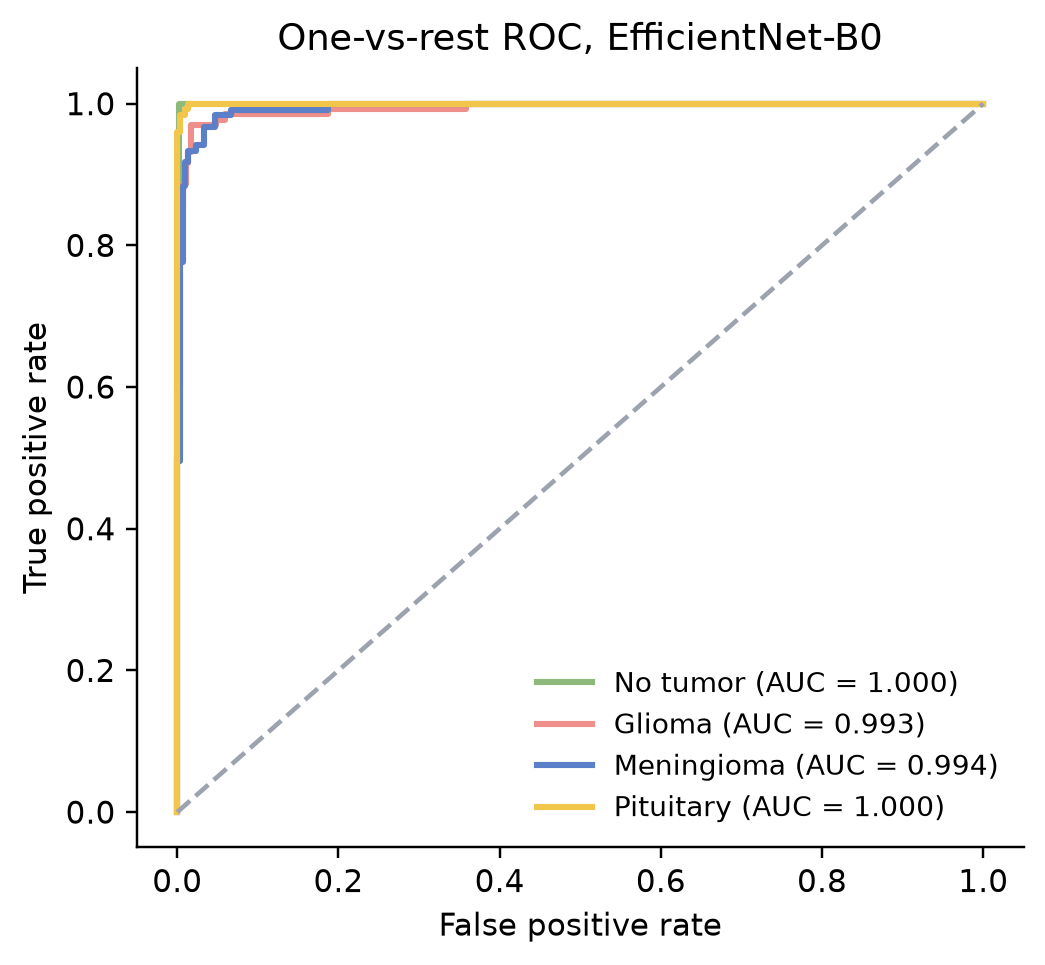 One-vs-rest ROC, EfficientNet-B0
True positive rate
1.0
0.8
0.6
0.4
0.2
0.0
No tumor (AUC = 1.000)
Glioma (AUC = 0.993)
Meningioma (AUC = 0.994)
Pituitary (AUC = 1.000)
0.0 0.2 0.4 0.6 0.8 1.0
False positive rate